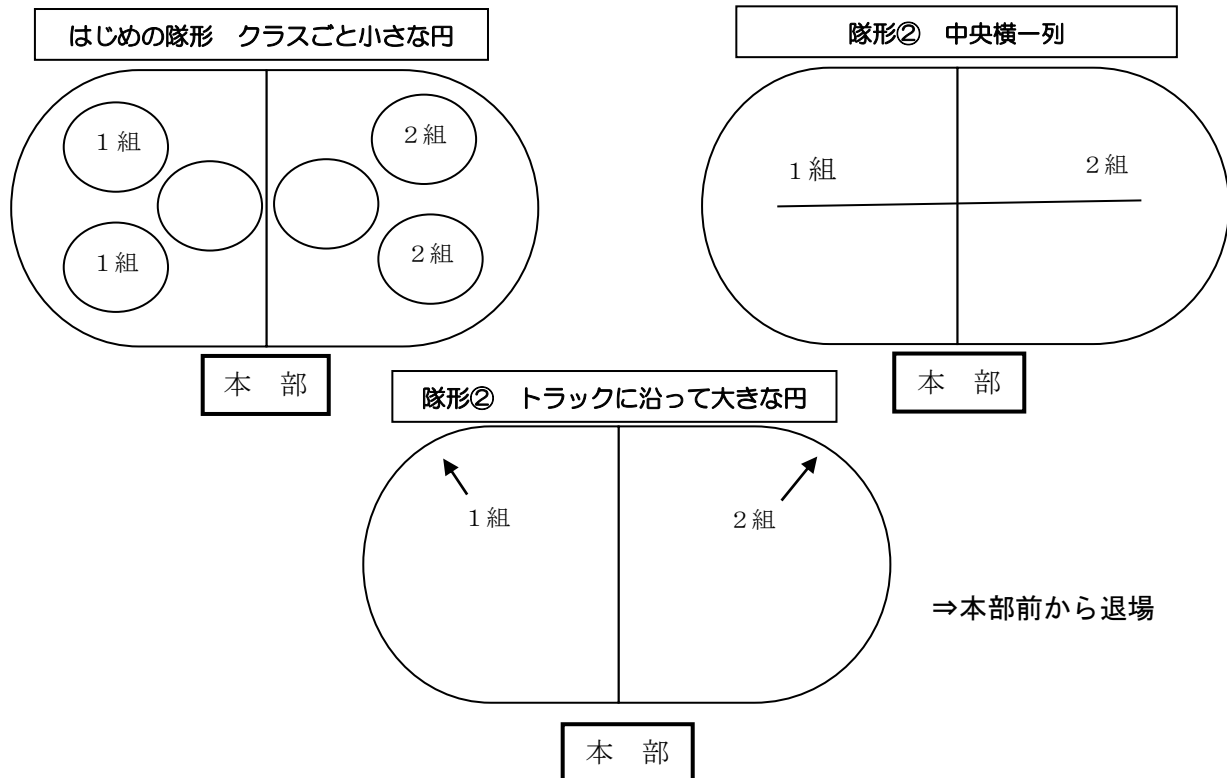 はじめの隊形　クラスごと小さな円
１組
２組
１組
２組
本　部
隊形②　中央横一列
１組
２組
本　部
隊形②　トラックに沿って大きな円
１組
２組
⇒本部前から退場
本　部